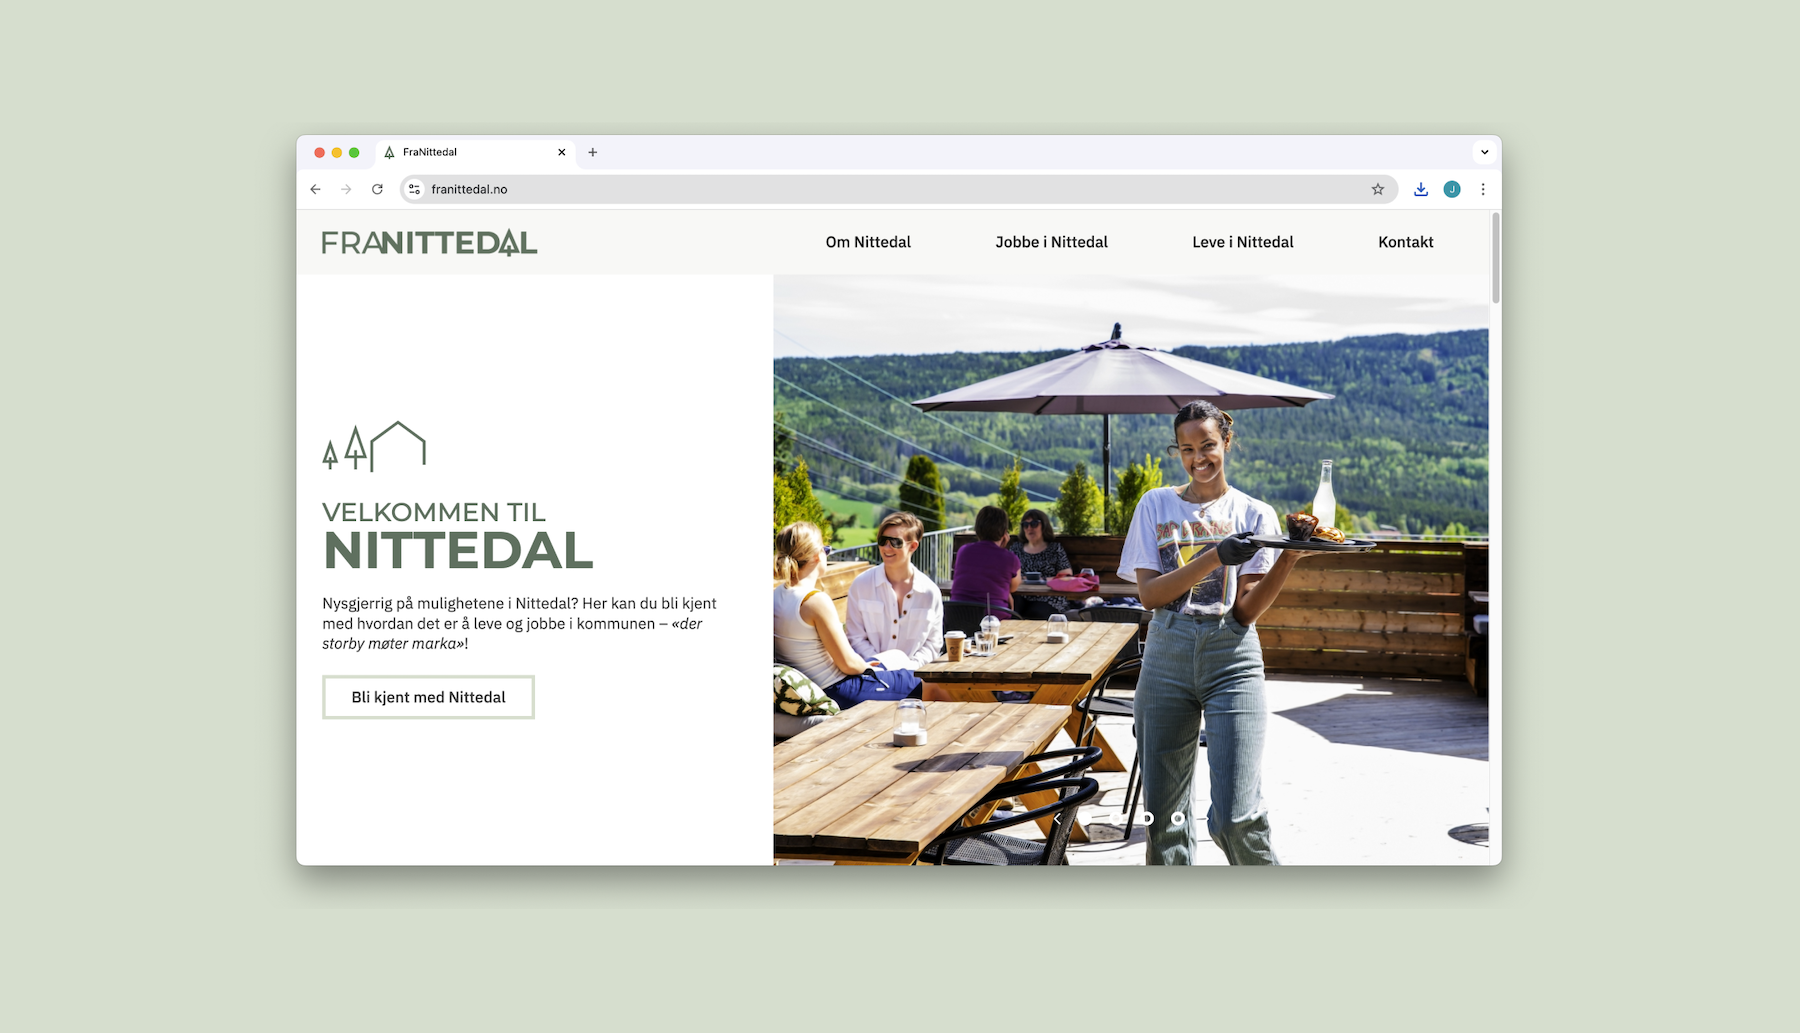 FraNittedal
franittedal.no
J
FRANITTEDAL
Om Nittedal
Jobbe i Nittedal
Leve i Nittedal
Kontakt
VELKOMMEN TIL
NITTEDAL
Nysgjerrig på mulighetene i Nittedal? Her kan du bli kjent
med hvordan det er å leve og jobbe i kommunen – «der
storby møter marka»!
Bli kjent med Nittedal